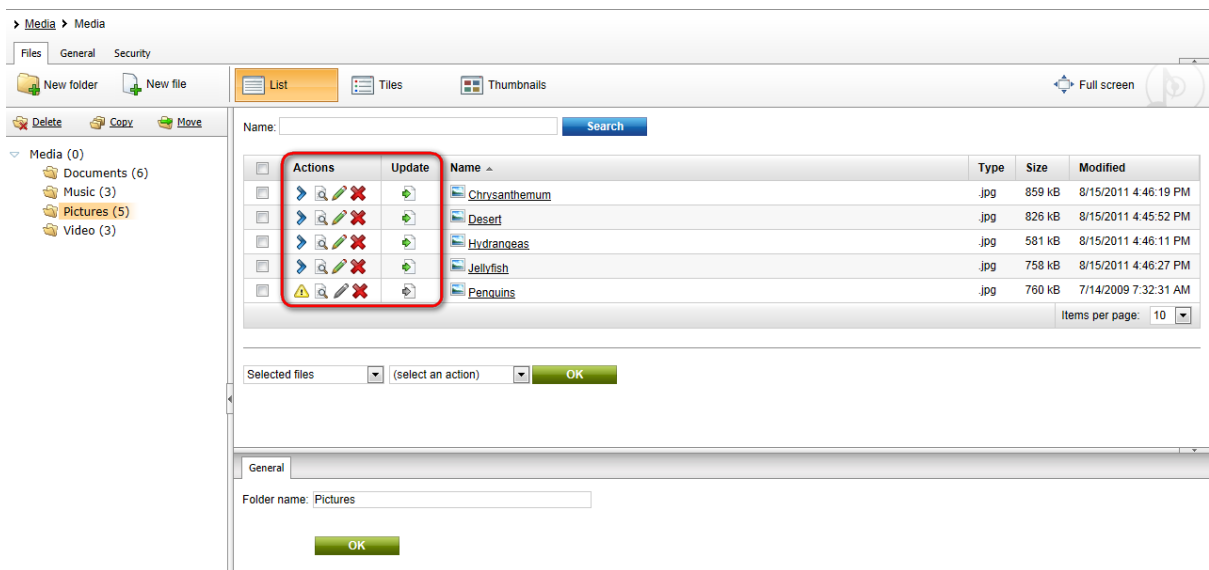 Media Media
Files General Security
New folder New file List Tiles Thumbnails Full screen
Delete Copy Move
Name: Search
Media (0)
Documents (6)
Music (3)
Pictures (5)
Video (3)
Actions Update Name Type Size Modified
Chrysanthemum .jpg 859 kB 8/15/2011 4:46:19 PM
Desert .jpg 826 kB 8/15/2011 4:45:52 PM
Hydrangeas .jpg 581 kB 8/15/2011 4:46:11 PM
Jellyfish .jpg 758 kB 8/15/2011 4:46:27 PM
Penguins .jpg 760 kB 7/14/2009 7:32:31 AM
Items per page: 10
Selected files (select an action) OK
General
Folder name: Pictures
OK